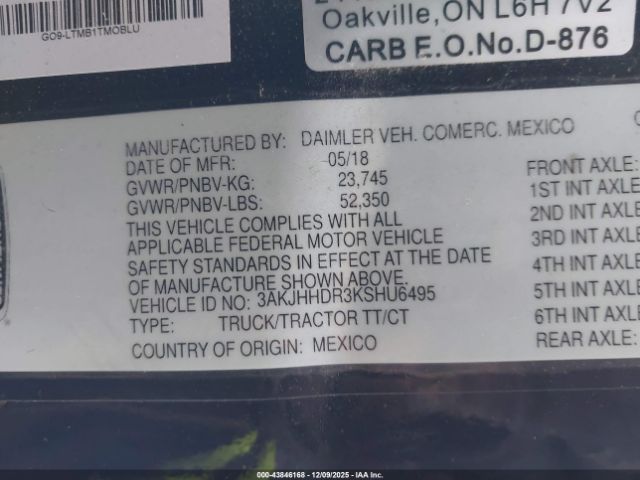 GO9-LTMB1TMOBLU
Oakville,ON L6H 7V2
CARB E.O.No.D-876
MANUFACTURED BY: DAIMLER VEH. COMERC. MEXICO
DATE OF MFR: 05/18
GVWR/PNBV-KG: 23,745
GVWR/PNBV-LBS: 52,350
THIS VEHICLE COMPLIES WITH ALL
APPLICABLE FEDERAL MOTOR VEHICLE
SAFETY STANDARDS IN EFFECT AT THE DATE
OF MANUFACTURE SHOWN ABOVE.
VEHICLE ID NO: 3AKJHHDR3KSHU6495
TYPE: TRUCK/TRACTOR TT/CT
COUNTRY OF ORIGIN: MEXICO
FRONT AXLE:
1ST INT AXLE
2ND INT AXLE
3RD INT AXLE
4TH INT AXLE
5TH INT AXLE
6TH INT AXLE
REAR AXLE:
000-43846168 - 12/09/2025 - IAA Inc.